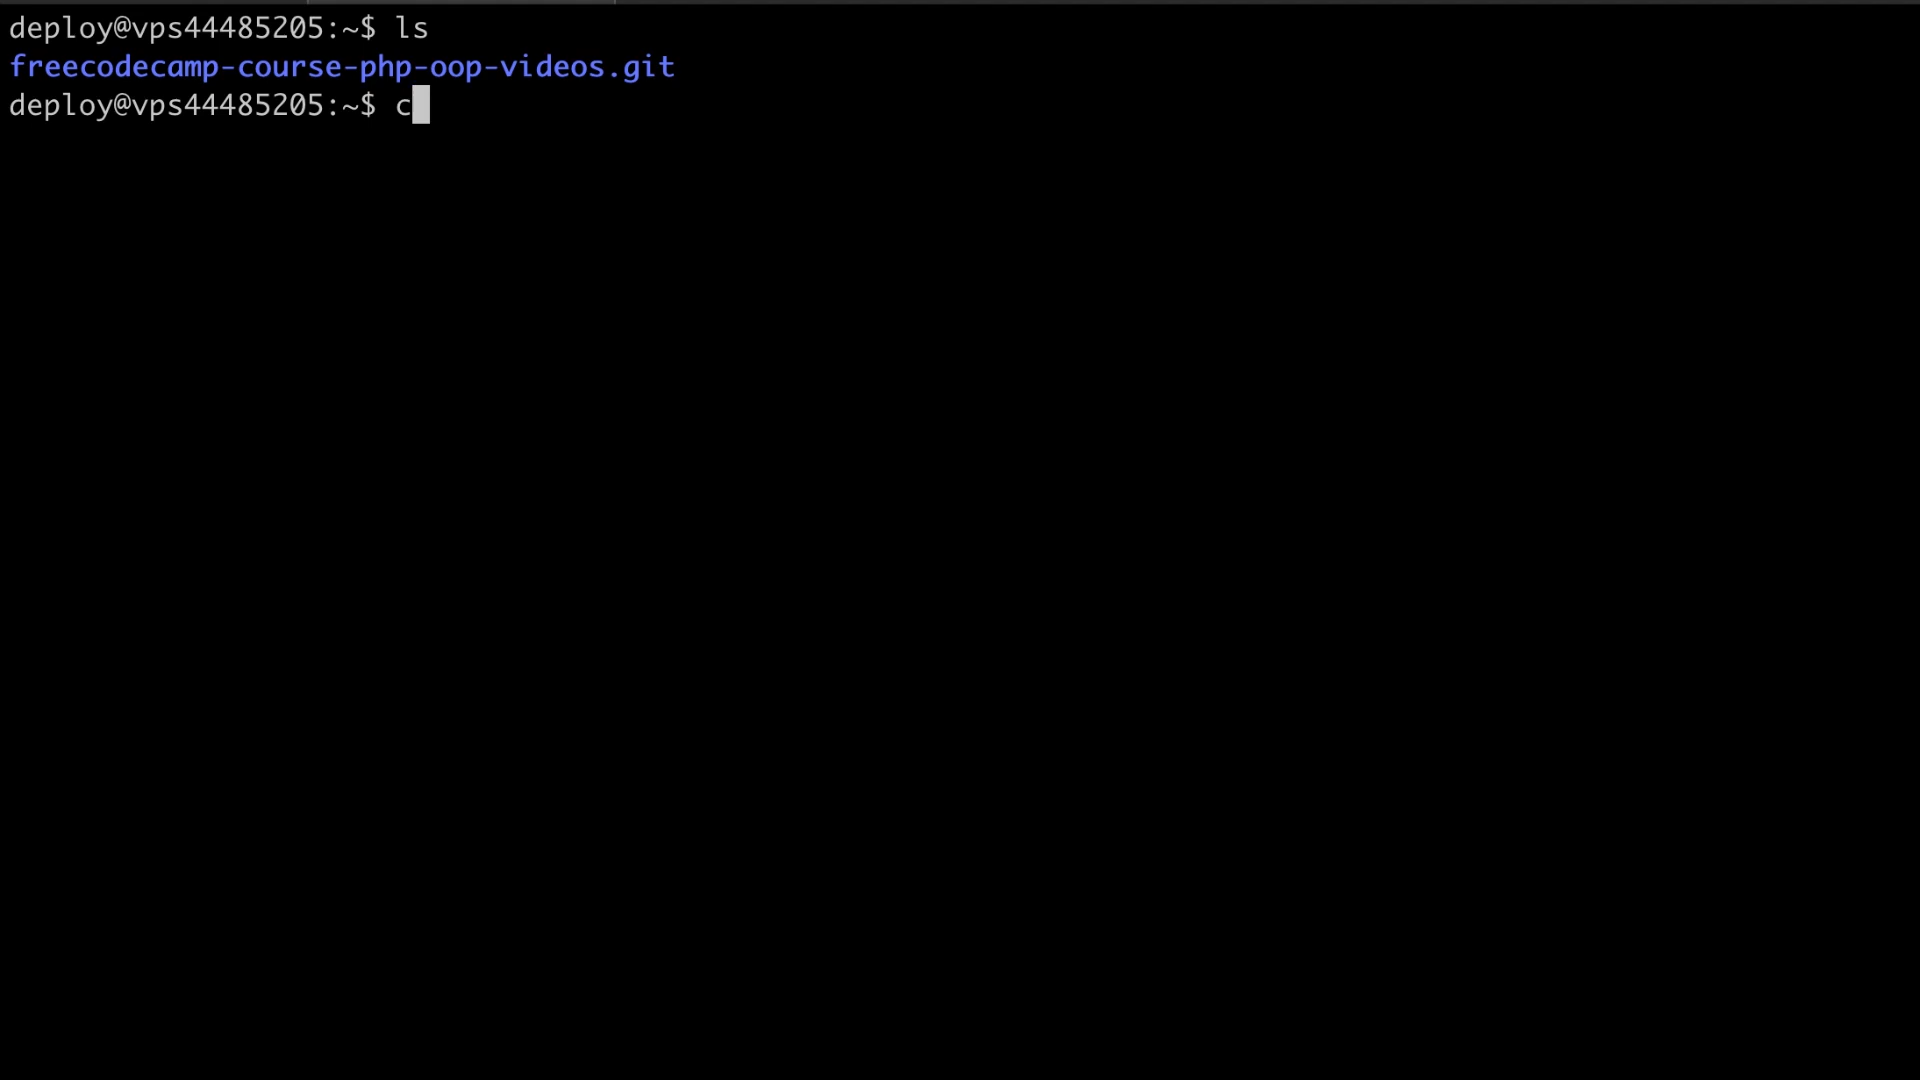 deploy@vps44485205:~$ ls
freecodecamp-course-php-oop-videos.git
deploy@vps44485205:~$ c